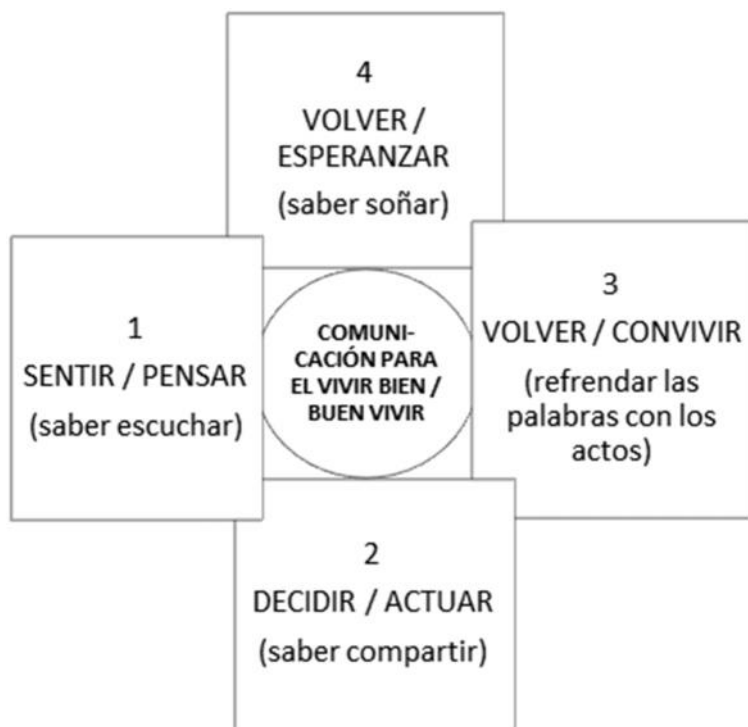 4
VOLVER /
ESPERANZAR
(saber soñar)
1
SENTIR / PENSAR
(saber escuchar)
COMUNI-
CACIÓN PARA
EL VIVIR BIEN /
BUEN VIVIR
3
VOLVER / CONVIVIR
(refrendar las
palabras con los
actos)
2
DECIDIR / ACTUAR
(saber compartir)